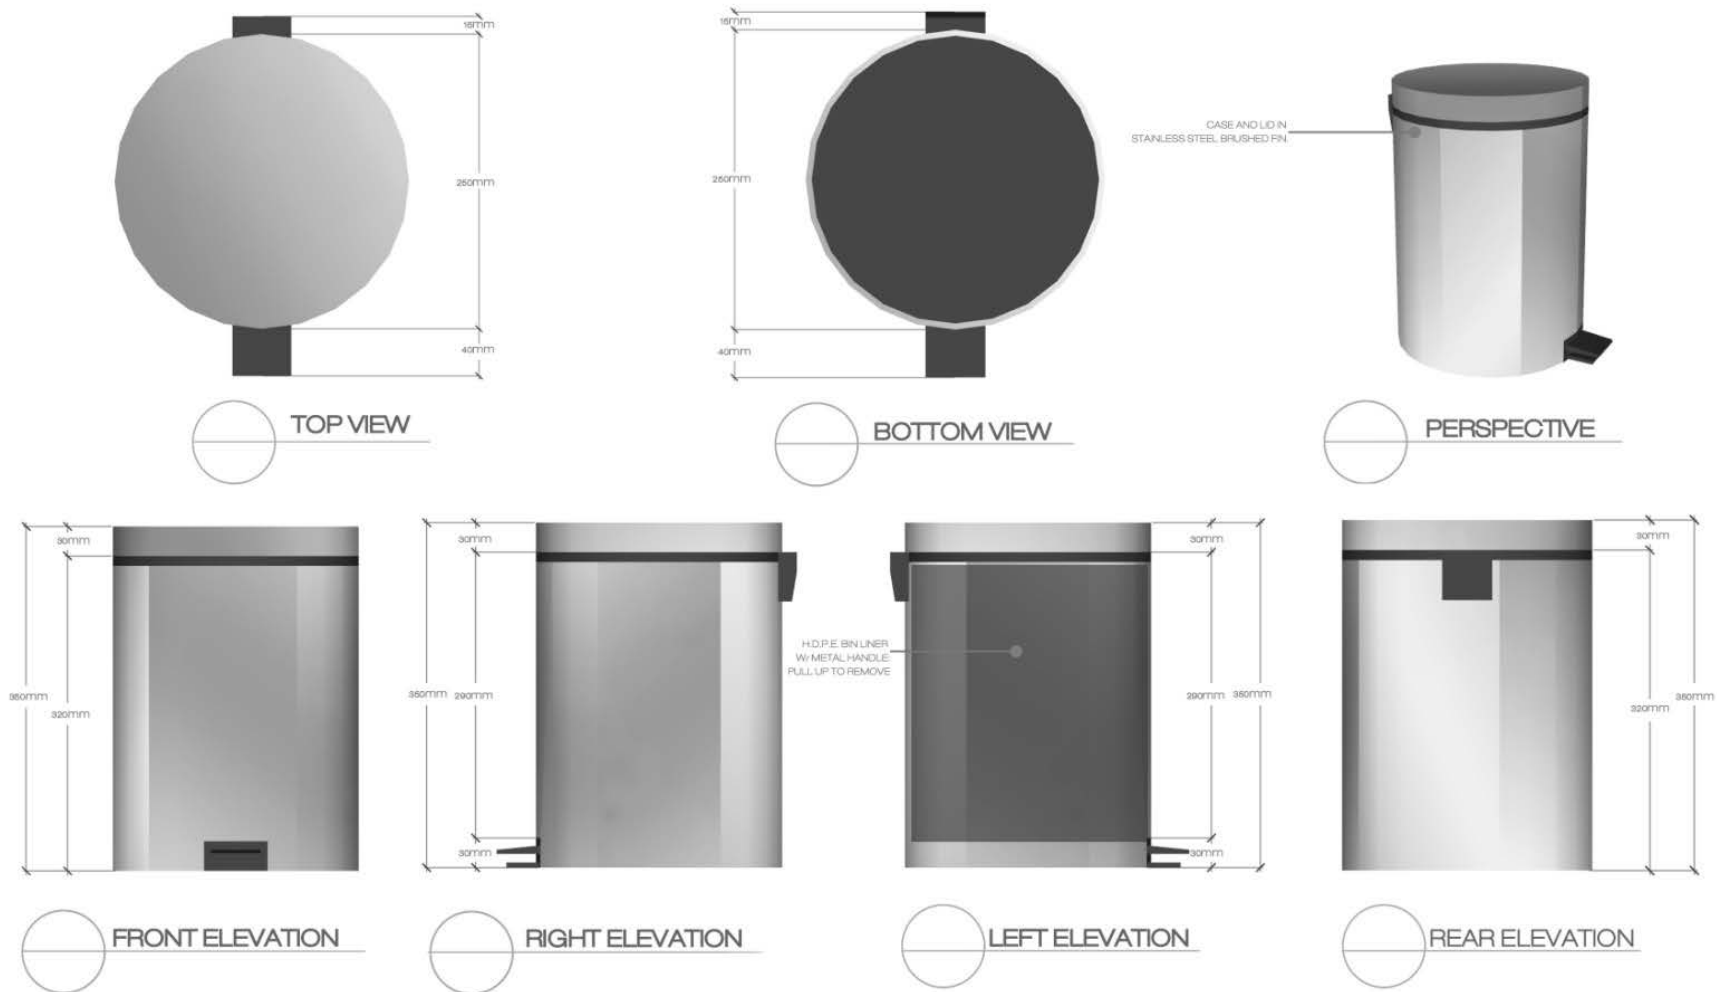 15mm
250mm
40mm
TOP VIEW
15mm
250mm
40mm
BOTTOM VIEW
CASE AND LID IN
STAINLESS STEEL BRUSHED FIN.
PERSPECTIVE
30mm
350mm
320mm
FRONT ELEVATION
30mm
350mm
290mm
30mm
RIGHT ELEVATION
H.D.P.E. BIN LINER
W/ METAL HANDLE:
PULL UP TO REMOVE
30mm
290mm
350mm
30mm
LEFT ELEVATION
30mm
320mm
350mm
REAR ELEVATION